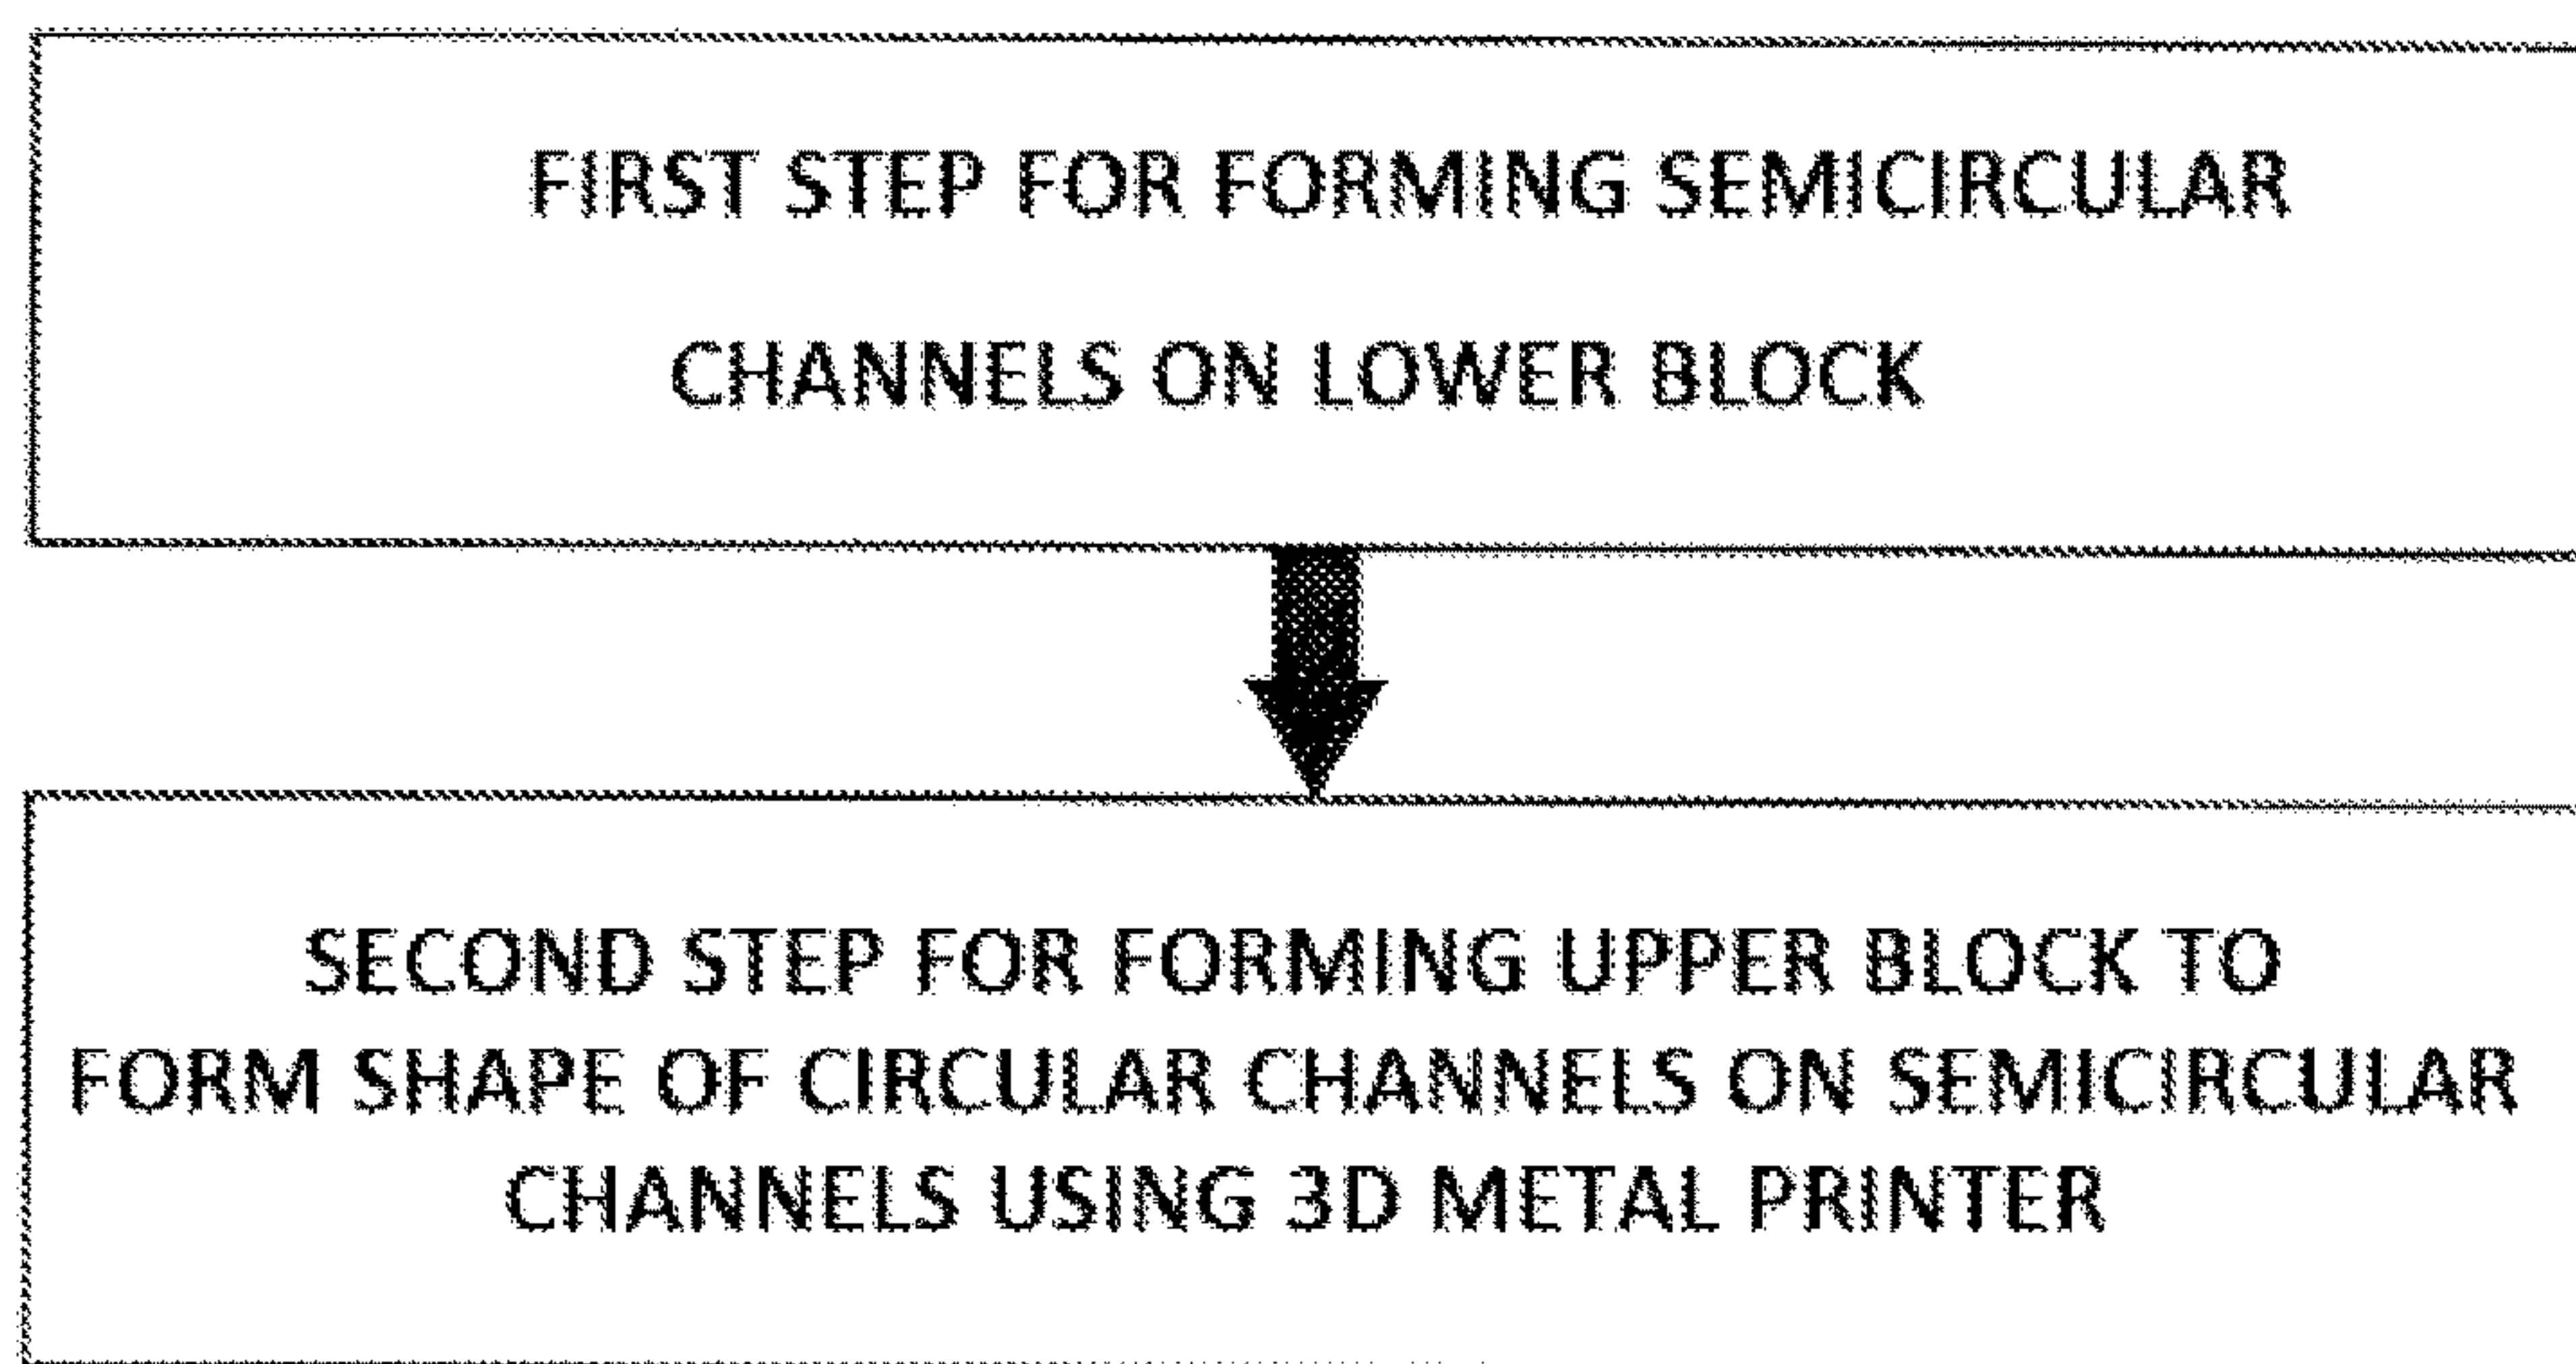 FIRST STEP FOR FORMING SEMICIRCULAR
CHANNELS ON LOWER BLOCK
SECOND STEP FOR FORMING UPPER BLOCK TO
FORM SHAPE OF CIRCULAR CHANNELS ON SEMICIRCULAR
CHANNELS USING 3D METAL PRINTER